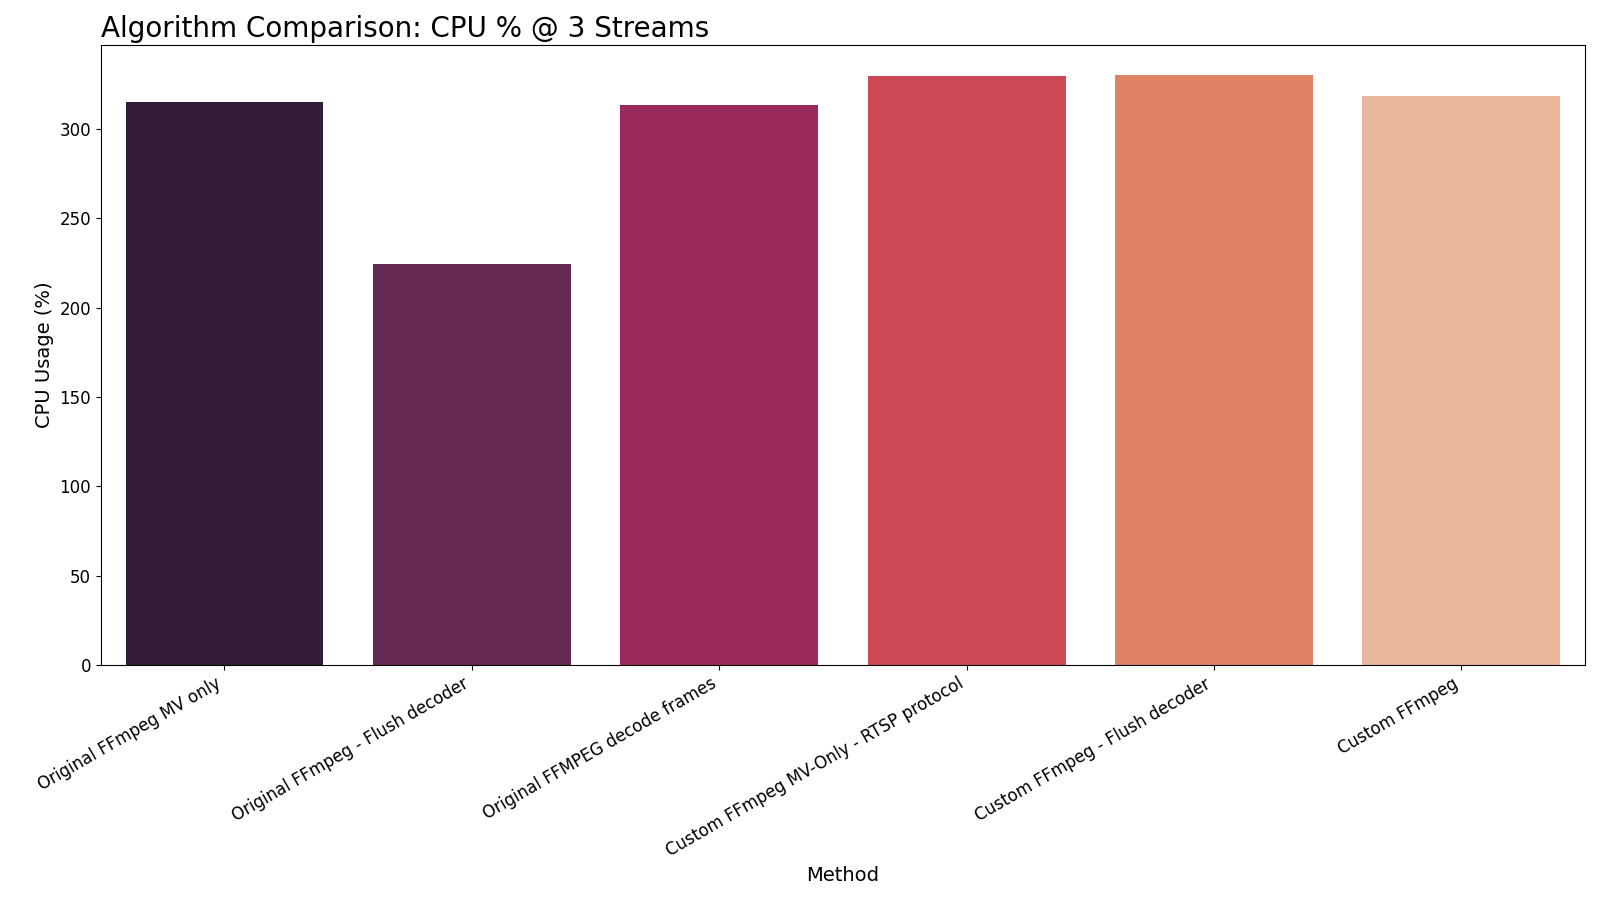 Algorithm Comparison: CPU % @ 3 Streams
CPU Usage (%)
300
250
200
150
100
50
0
Original FFmpeg MV only
Original FFmpeg - Flush decoder
Original FFMPEG decode frames
Custom FFmpeg MV-Only - RTSP protocol
Custom FFmpeg - Flush decoder
Custom FFmpeg
Method